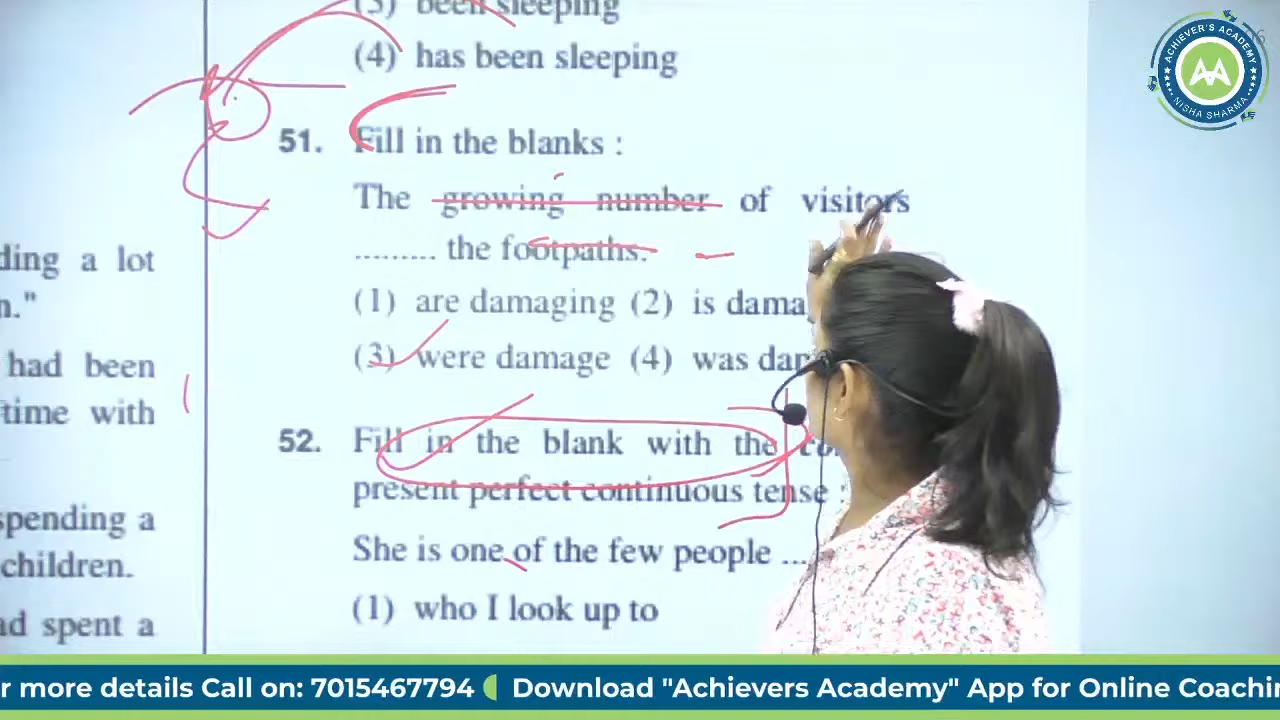 (3) been sleeping
(4) has been sleeping
51. Fill in the blanks :
The growing number of visitors
......... the footpaths.
(1) are damaging (2) is
(3) were damage (4) was
52. Fill in the blank with the
present perfect continuous tense :
She is one of the few people ...
(1) who I look up to
ding a lot
n."
had been
time with
spending a
children.
ad spent a
ACHIEVER'S ACADEMY
NISHA SHARMA
r more details Call on: 7015467794 Download "Achievers Academy" App for Online Coachin